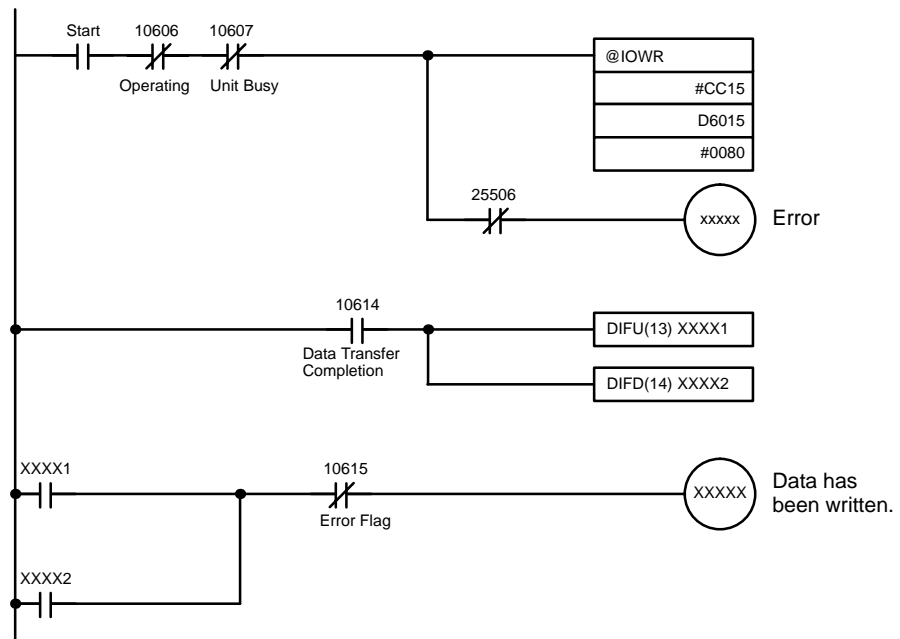 Start 10606 10607
Operating Unit Busy
@IOWR
#CC15
D6015
#0080
25506
xxxxx Error
10614
Data Transfer
Completion
DIFU(13) XXXX1
DIFD(14) XXXX2
XXXX1
10615
Error Flag
XXXXX
Data has
been written.
XXXX2